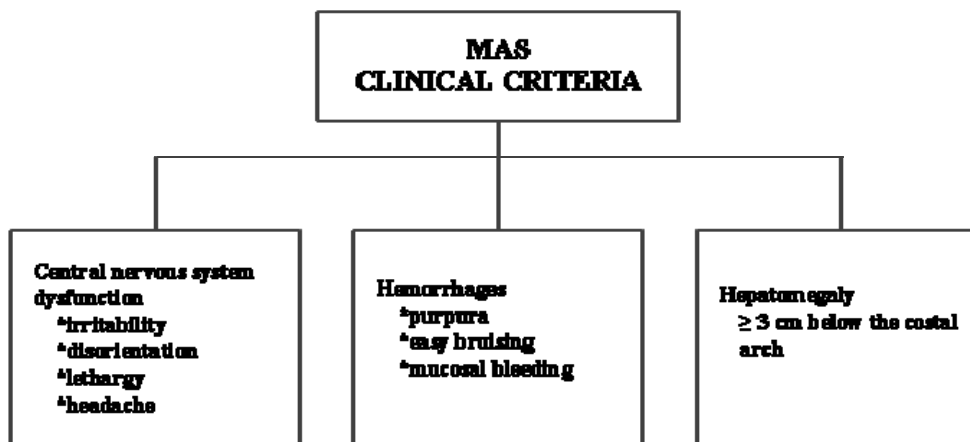 MAS
CLINICAL CRITERIA
Central nervous system
dysfunction
*irritability
*disorientation
*lethargy
*headache
Hemorrhages
*purpura
*easy bruising
*mucosal bleeding
Hepatomegaly
≥ 3 cm below the costal
arch